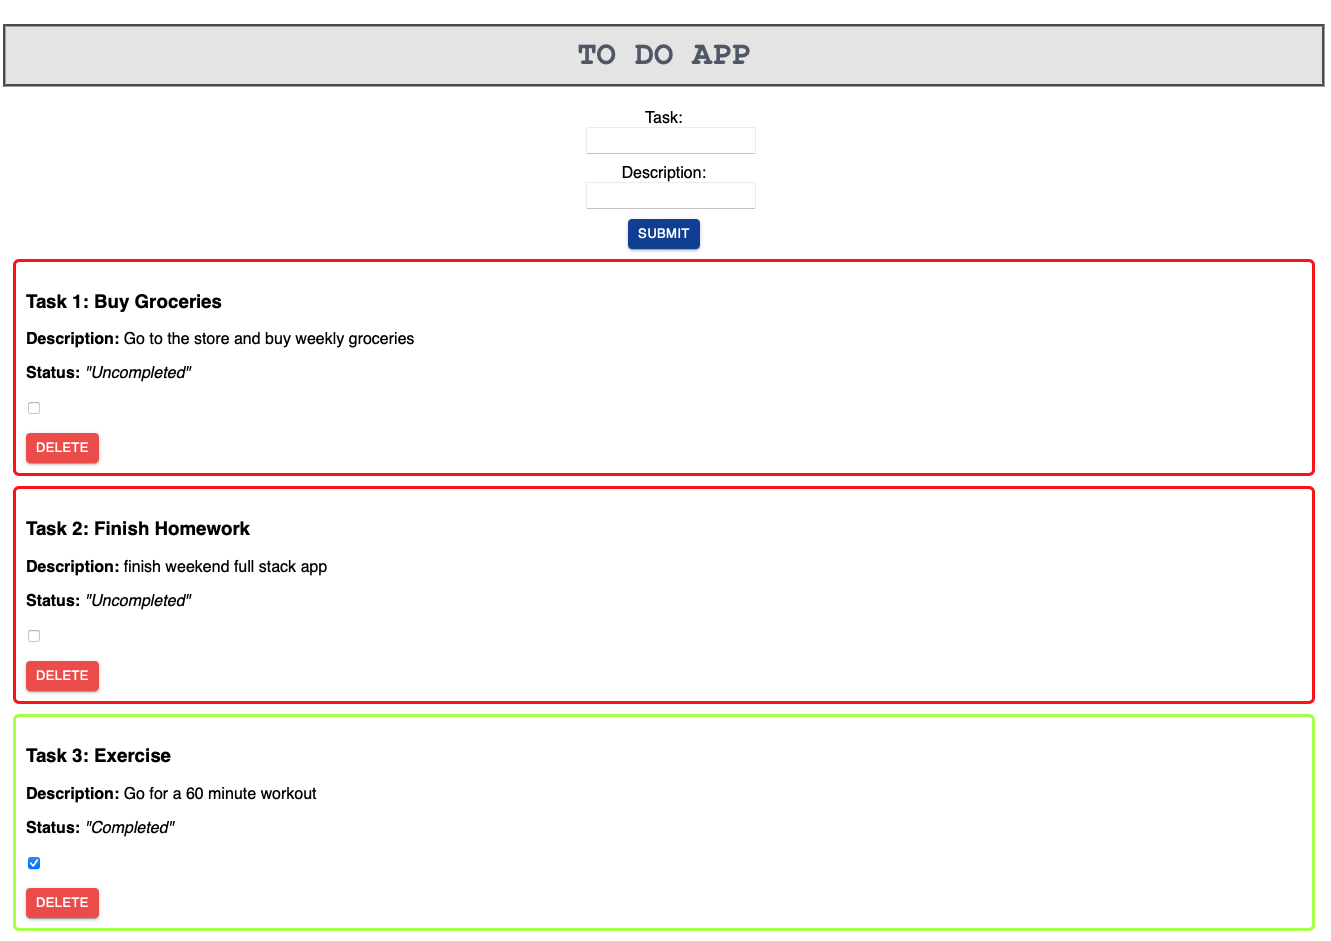 TO DO APP
Task:
Description:
SUBMIT
Task 1: Buy Groceries
Description: Go to the store and buy weekly groceries
Status: "Uncompleted"
DELETE
Task 2: Finish Homework
Description: finish weekend full stack app
Status: "Uncompleted"
DELETE
Task 3: Exercise
Description: Go for a 60 minute workout
Status: "Completed"
DELETE